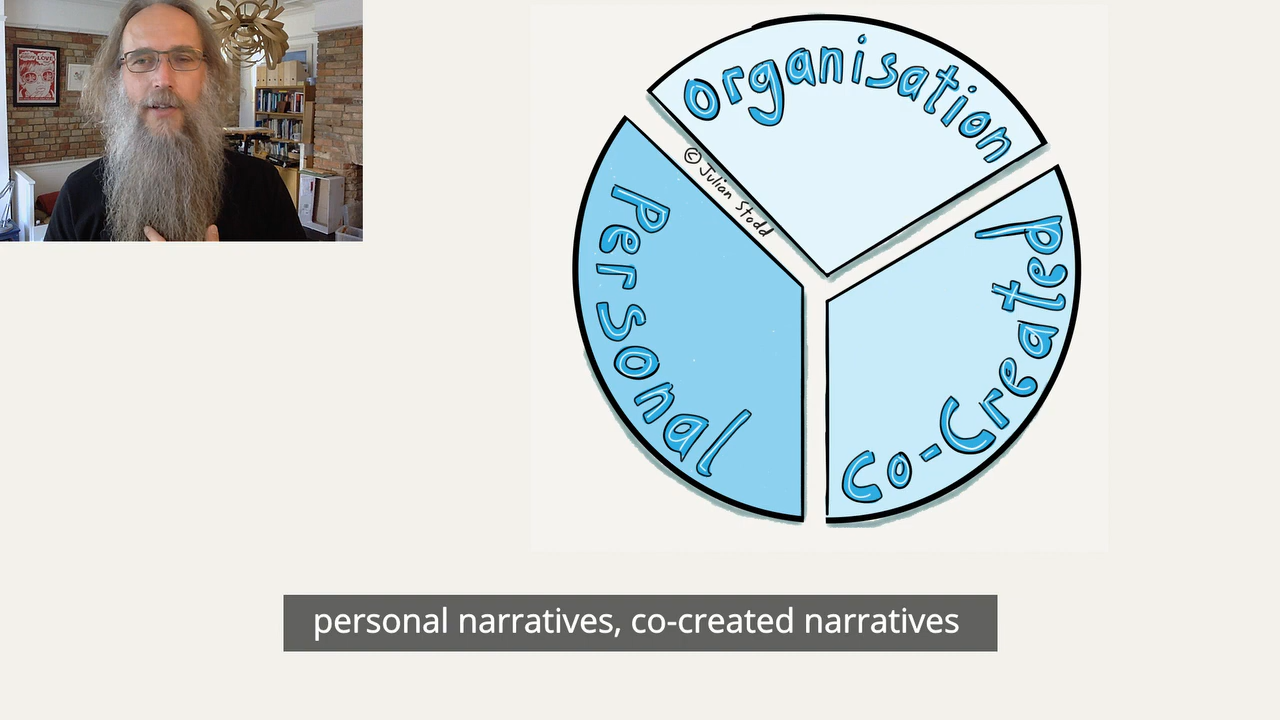 Organisation
© Julian Stodd
Personal
Co-Created
personal narratives, co-created narratives